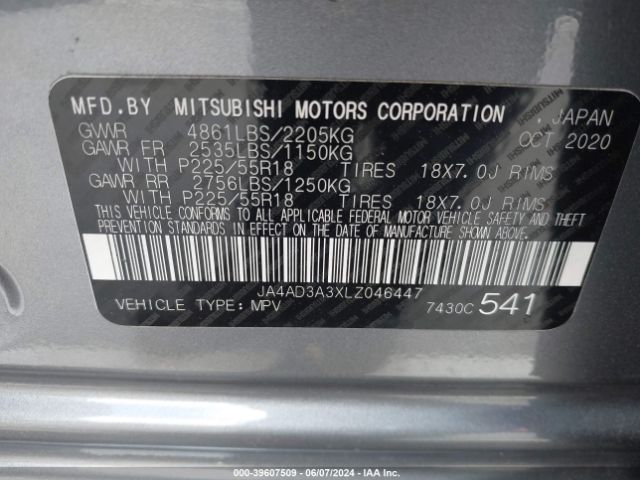 MFD.BY MITSUBISHI MOTORS CORPORATION , JAPAN
GWWR 4861LBS/2205KG OCT 2020
GAWR FR 2535LBS/1150KG
WITH P225/55R18 TIRES 18X7.0J RIMS
GAWR RR 2756LBS/1250KG
WITH P225/55R18 TIRES 18X7.0J RIMS
THIS VEHICLE CONFORMS TO ALL APPLICABLE FEDERAL MOTOR VEHICLE SAFETY AND THEFT
PREVENTION STANDARDS IN EFFECT ON THE DATE OF MANUFACTURE SHOWN ABOVE.
JA4AD3A3XLZ046447
VEHICLE TYPE: MPV 7430C 541
000-39607509 - 06/07/2024 - IAA Inc.